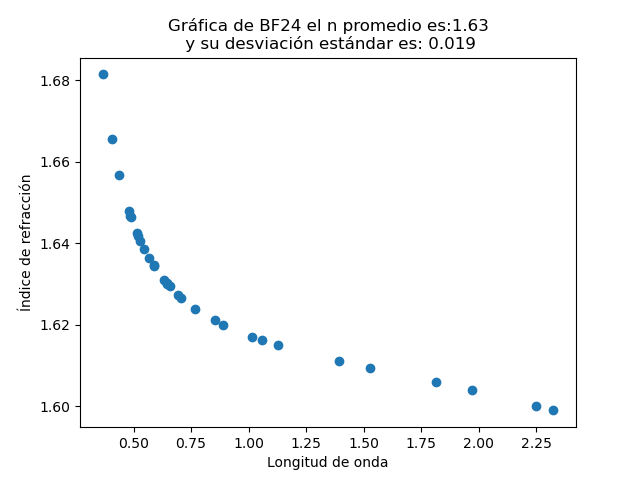 Gráfica de BF24 el n promedio es:1.63
y su desviación estándar es: 0.019
1.68
1.66
1.64
1.62
1.60
Índice de refracción
0.50 0.75 1.00 1.25 1.50 1.75 2.00 2.25
Longitud de onda